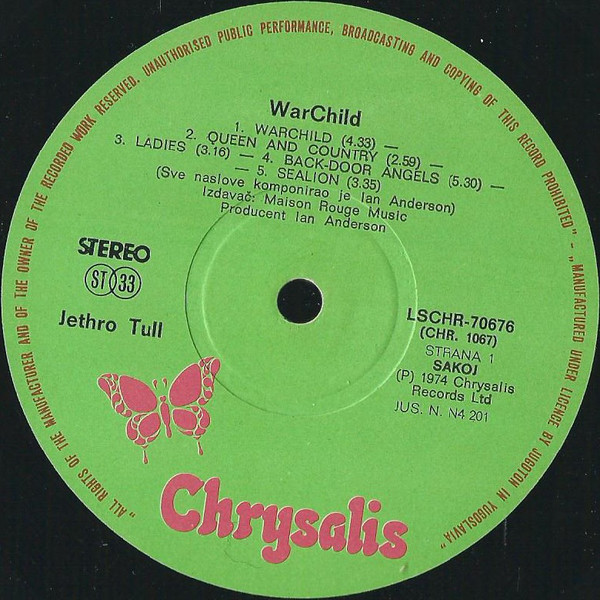 „ALL RIGHTS OF THE MANUFACTURER AND OF THE OWNER OF THE RECORDED WORK RESERVED. UNAUTHORISED PUBLIC PERFORMANCE, BROADCASTING AND COPYING OF THIS RECORD PROHIBITED" - „MANUFACTURED UNDER LICENCE BY JUGOTON IN YUGOSLAVIA"
WarChild
1. WARCHILD (4.33) —
2. QUEEN AND COUNTRY (2.59) —
3. LADIES (3.16) — 4. BACK-DOOR ANGELS (5.30) —
— 5. SEALION (3.35)
(Sve naslove komponirao je Ian Anderson)
Izdavač: Maison Rouge Music
Producent Ian Anderson
STEREO
ST 33
Jethro Tull
LSCHR-70676
(CHR. 1067)
STRANA 1
SAKOJ
(P) 1974 Chrysalis
Records Ltd
JUS. N. N4 201
Chrysalis